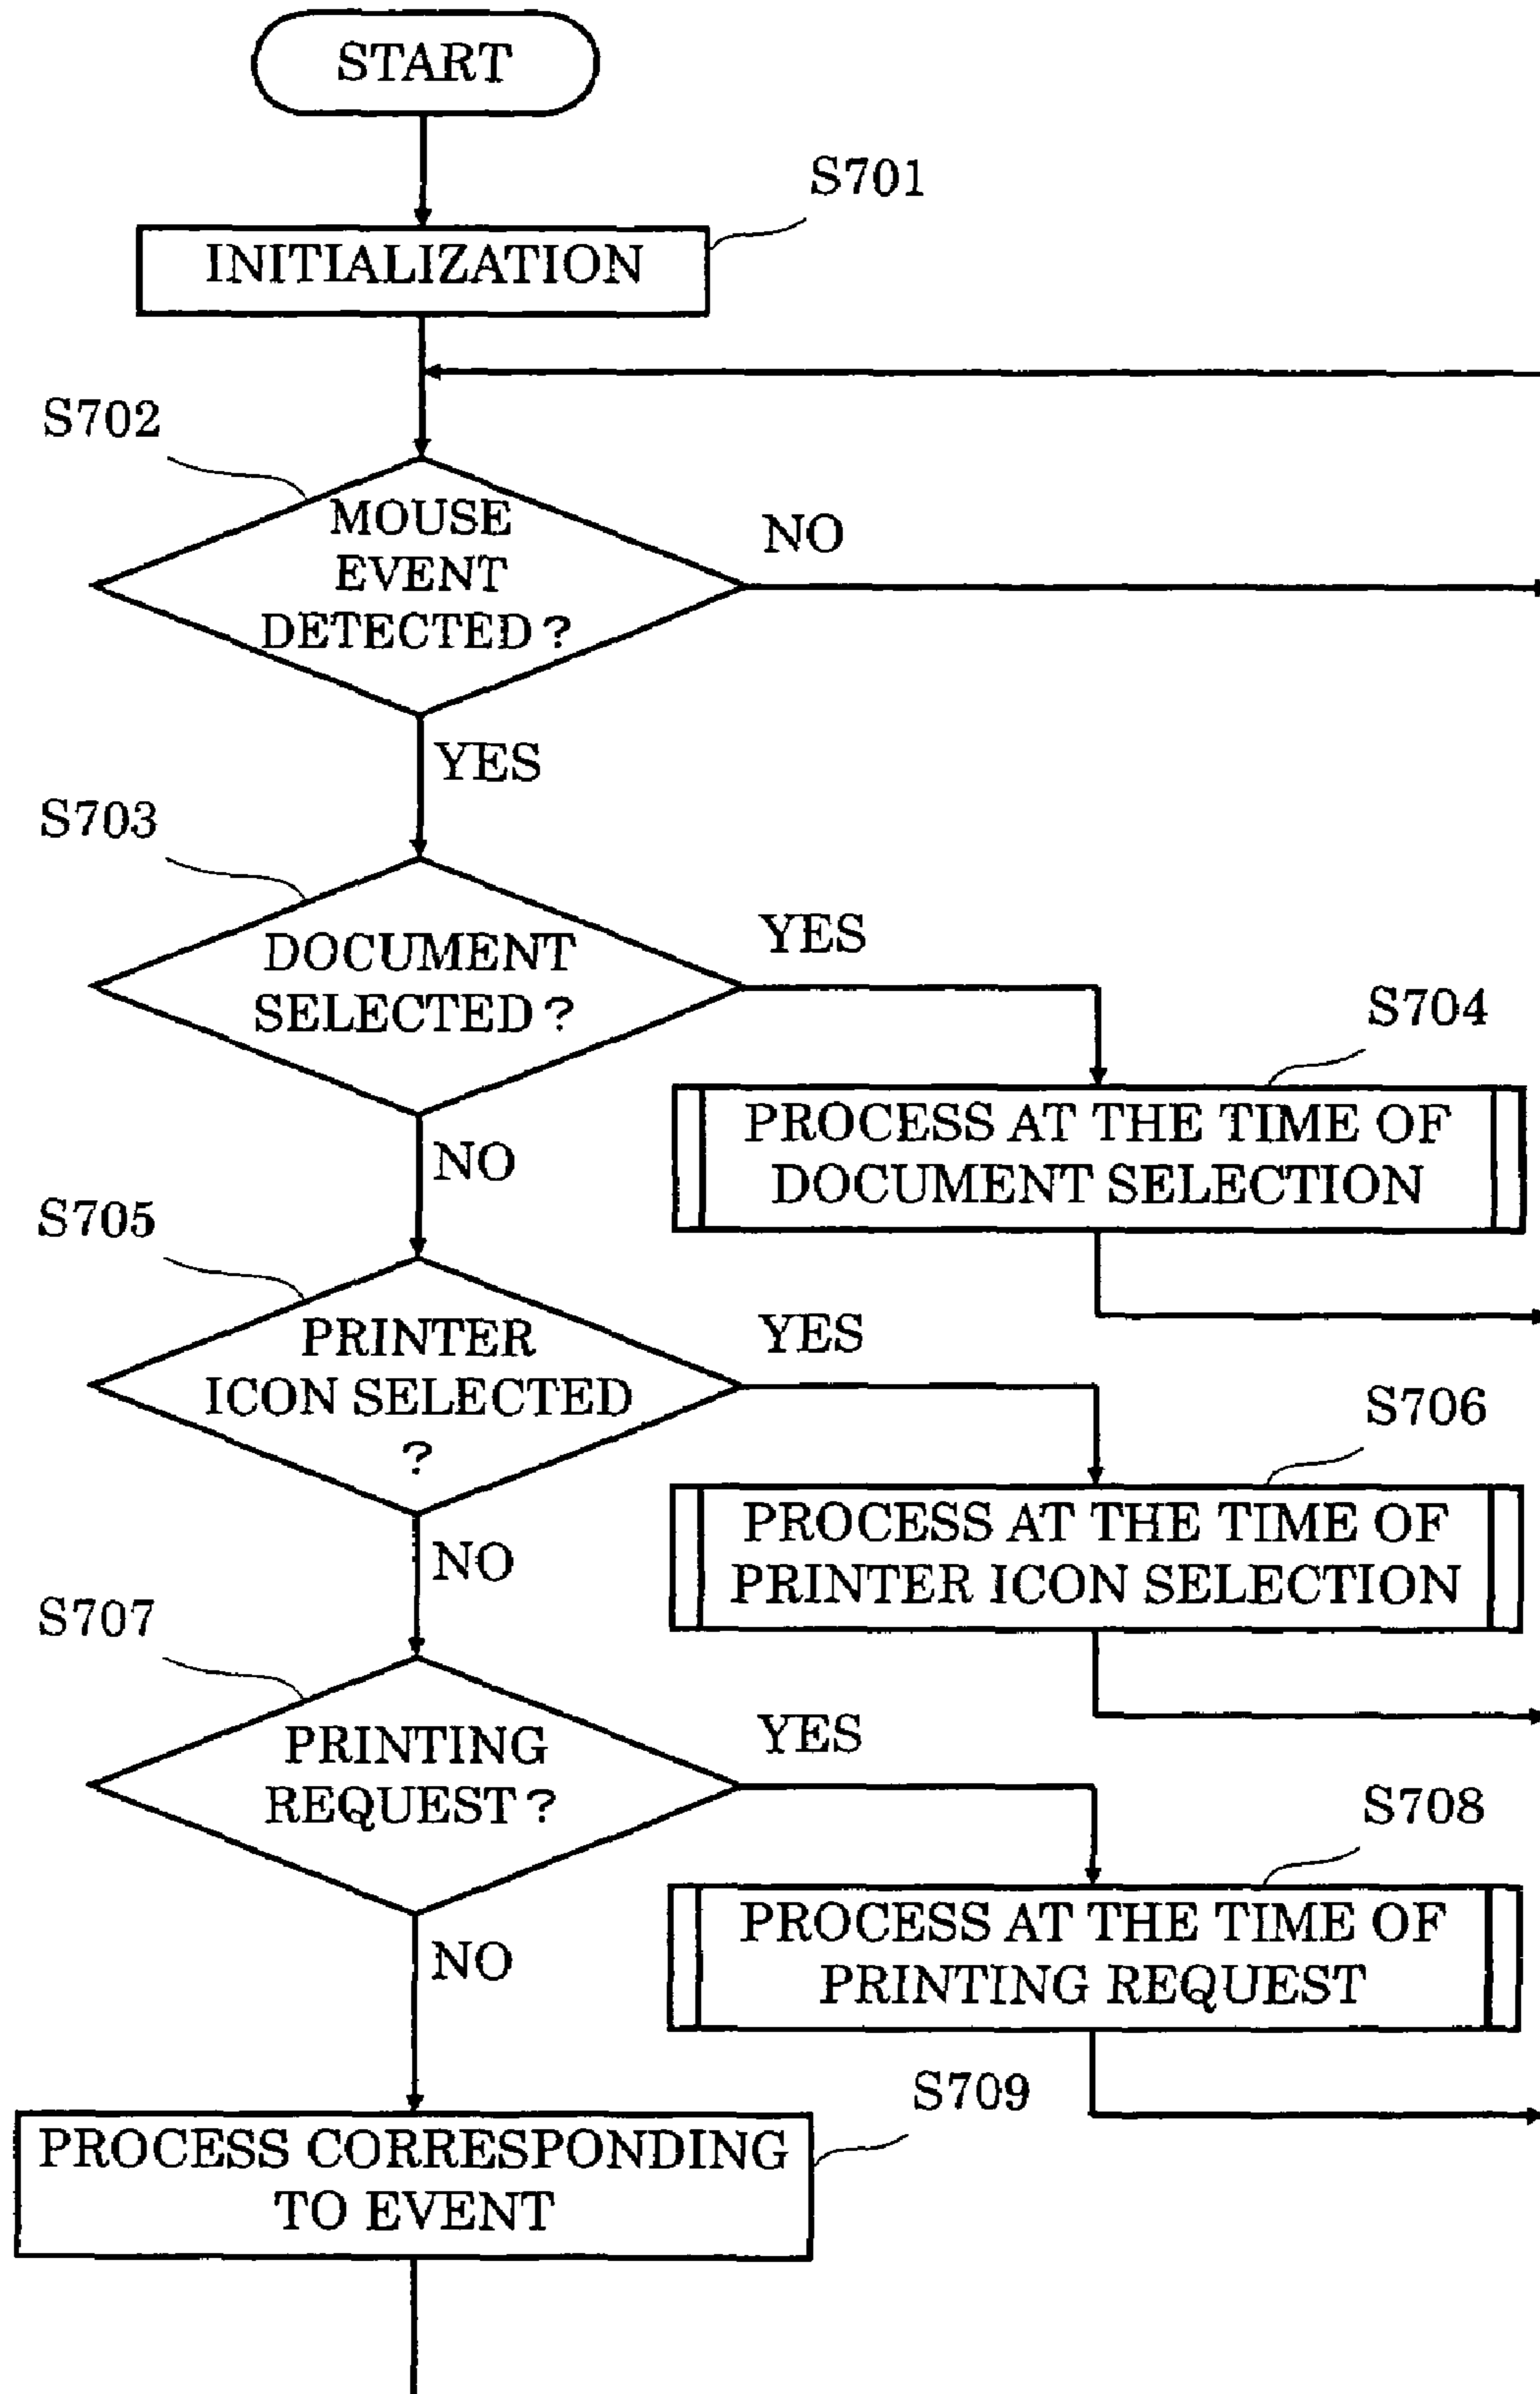 START
S701
INITIALIZATION
S702
MOUSE
EVENT
DETECTED?
NO
YES
S703
DOCUMENT
SELECTED?
YES
S704
PROCESS AT THE TIME OF
DOCUMENT SELECTION
NO
S705
PRINTER
ICON SELECTED
?
YES
S706
PROCESS AT THE TIME OF
PRINTER ICON SELECTION
NO
S707
PRINTING
REQUEST?
YES
S708
PROCESS AT THE TIME OF
PRINTING REQUEST
NO
S709
PROCESS CORRESPONDING
TO EVENT